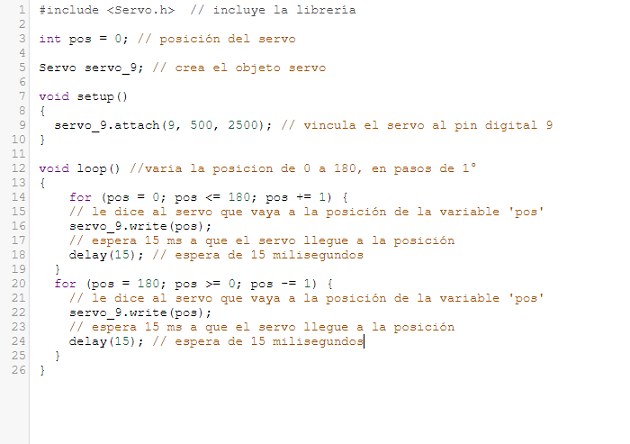 1 #include <Servo.h>  // incluye la libreria
2
3 int pos = 0; // posición del servo
4
5 Servo servo_9; // crea el objeto servo
6
7 void setup()
8 {
9   servo_9.attach(9, 500, 2500); // vincula el servo al pin digital 9
10 }
11
12 void loop() //varia la posicion de 0 a 180, en pasos de 1°
13 {
14     for (pos = 0; pos <= 180; pos += 1) {
15     // le dice al servo que vaya a la posición de la variable 'pos'
16     servo_9.write(pos);
17     // espera 15 ms a que el servo llegue a la posición
18     delay(15); // espera de 15 milisegundos
19   }
20   for (pos = 180; pos >= 0; pos -= 1) {
21     // le dice al servo que vaya a la posición de la variable 'pos'
22     servo_9.write(pos);
23     // espera 15 ms a que el servo llegue a la posición
24     delay(15); // espera de 15 milisegundos
25   }
26 }